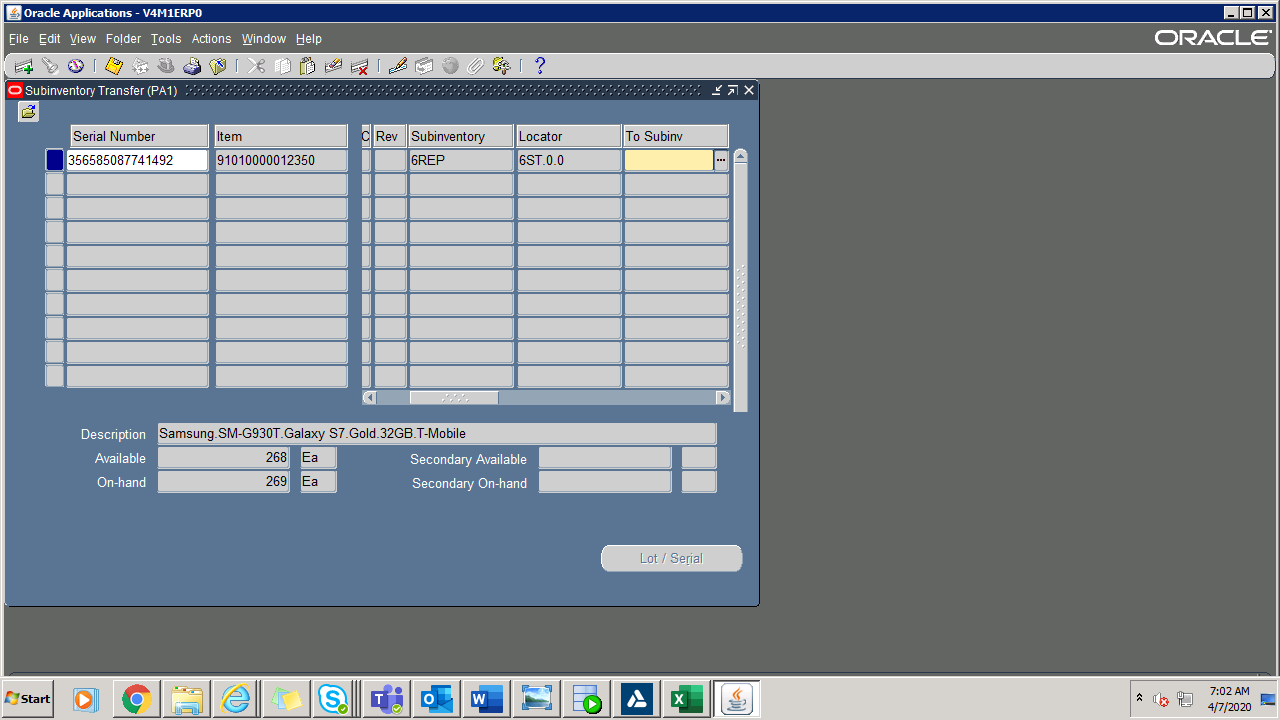 Oracle Applications - V4M1ERP0
File Edit View Folder Tools Actions Window Help
ORACLE
Subinventory Transfer (PA1)
Serial Number Item C Rev Subinventory Locator To Subinv
356585087741492 91010000012350 6REP 6ST.0.0
Description Samsung.SM-G930T.Galaxy S7.Gold.32GB.T-Mobile
Available 268 Ea Secondary Available
On-hand 269 Ea Secondary On-hand
Lot / Serial
Start
7:02 AM
4/7/2020